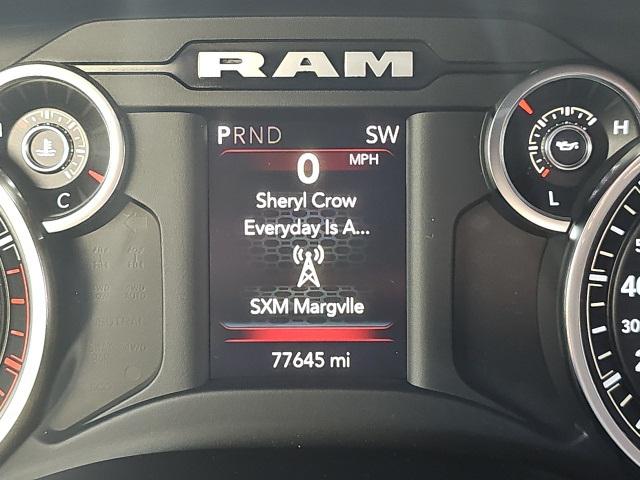 RAM
PRND SW
0 MPH
H
Sheryl Crow
Everyday Is A...
C
L
SXM Margvlle
40
30
77645 mi